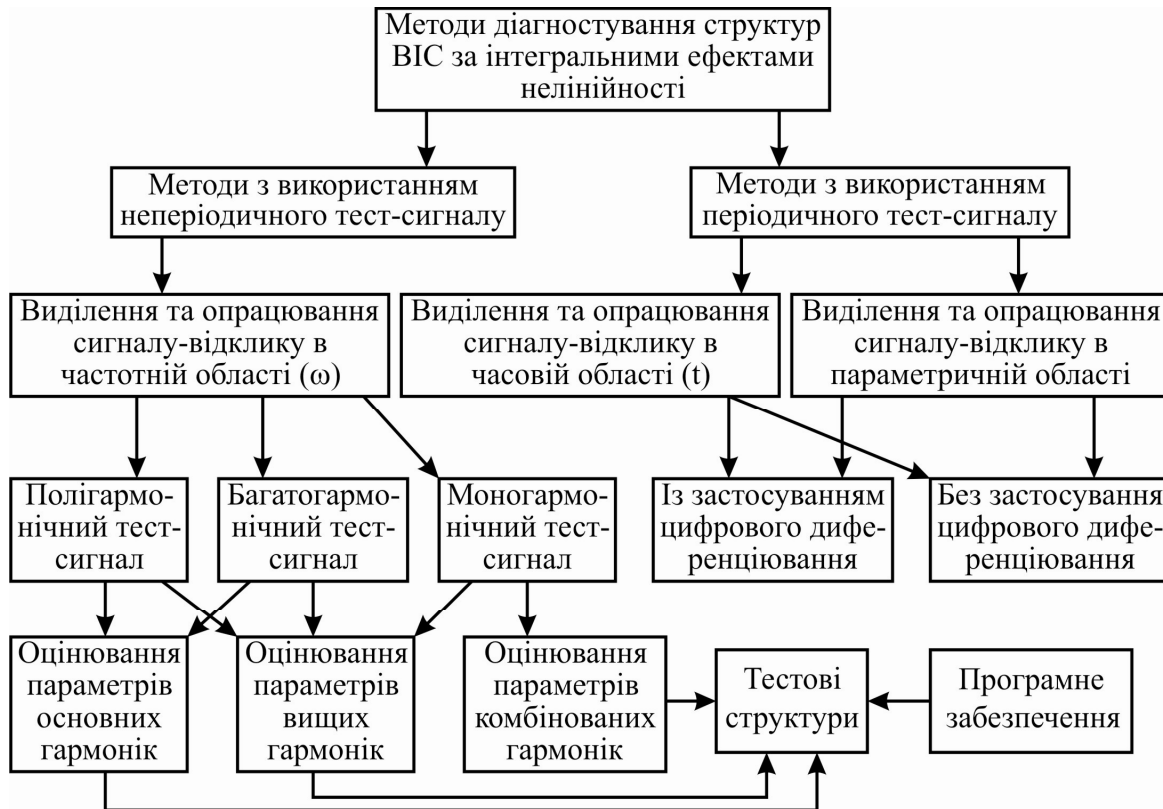 Методи діагностування структур
ВІС за інтегральними ефектами
нелінійності
Методи з використанням
неперіодичного тест-сигналу
Методи з використанням
періодичного тест-сигналу
Виділення та опрацювання
сигналу-відклику в
частотній області (ω)
Виділення та опрацювання
сигналу-відклику в
часовій області (t)
Виділення та опрацювання
сигналу-відклику в
параметричній області
Полігармо-
нічний тест-
сигнал
Багатогармо-
нічний тест-
сигнал
Моногармо-
нічний тест-
сигнал
Із застосуванням
цифрового дифе-
ренціювання
Без застосування
цифрового дифе-
ренціювання
Оцінювання
параметрів
основних
гармонік
Оцінювання
параметрів
вищих
гармонік
Оцінювання
параметрів
комбінованих
гармонік
Тестові
структури
Програмне
забезпечення